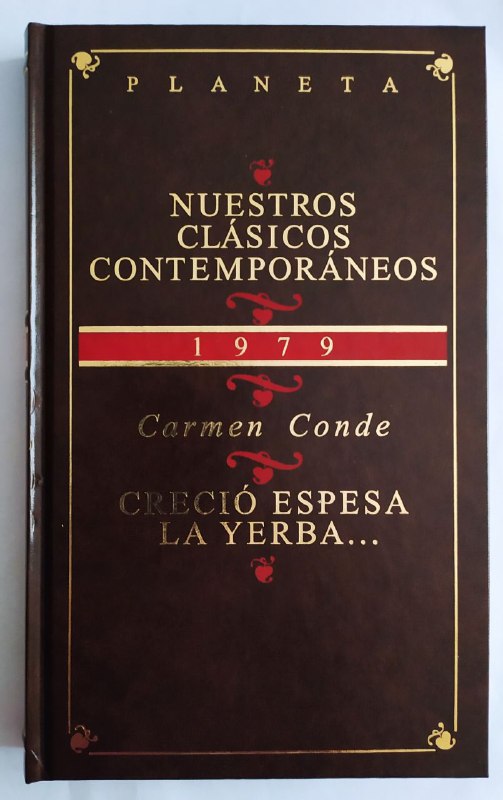 PLANETA
NUESTROS
CLÁSICOS
CONTEMPORÁNEOS
1979
Carmen Conde
CRECIÓ ESPESA
LA YERBA...